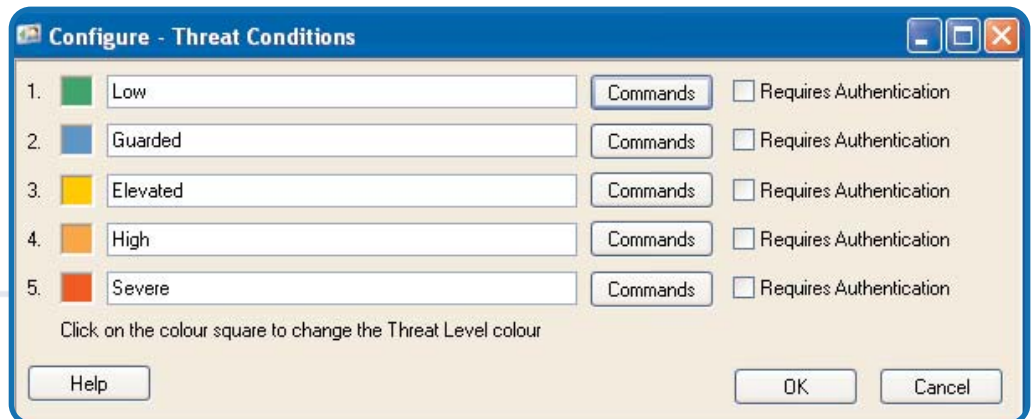 Configure - Threat Conditions
1. Low Commands Requires Authentication
2. Guarded Commands Requires Authentication
3. Elevated Commands Requires Authentication
4. High Commands Requires Authentication
5. Severe Commands Requires Authentication
Click on the colour square to change the Threat Level colour
Help OK Cancel